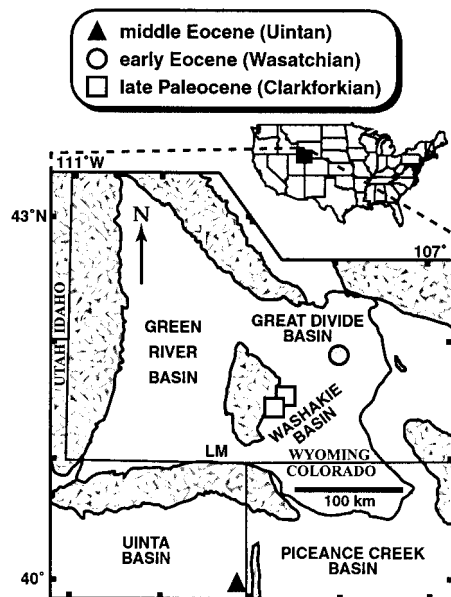 middle Eocene (Uintan)
early Eocene (Wasatchian)
late Paleocene (Clarkforkian)
111°W
43°N
N
107°
GREAT DIVIDE
BASIN
GREEN
RIVER
BASIN
UTAH IDAHO
WASHAKIE
BASIN
LM
WYOMING
COLORADO
100 km
UINTA
BASIN
PICEANCE CREEK
BASIN
40°